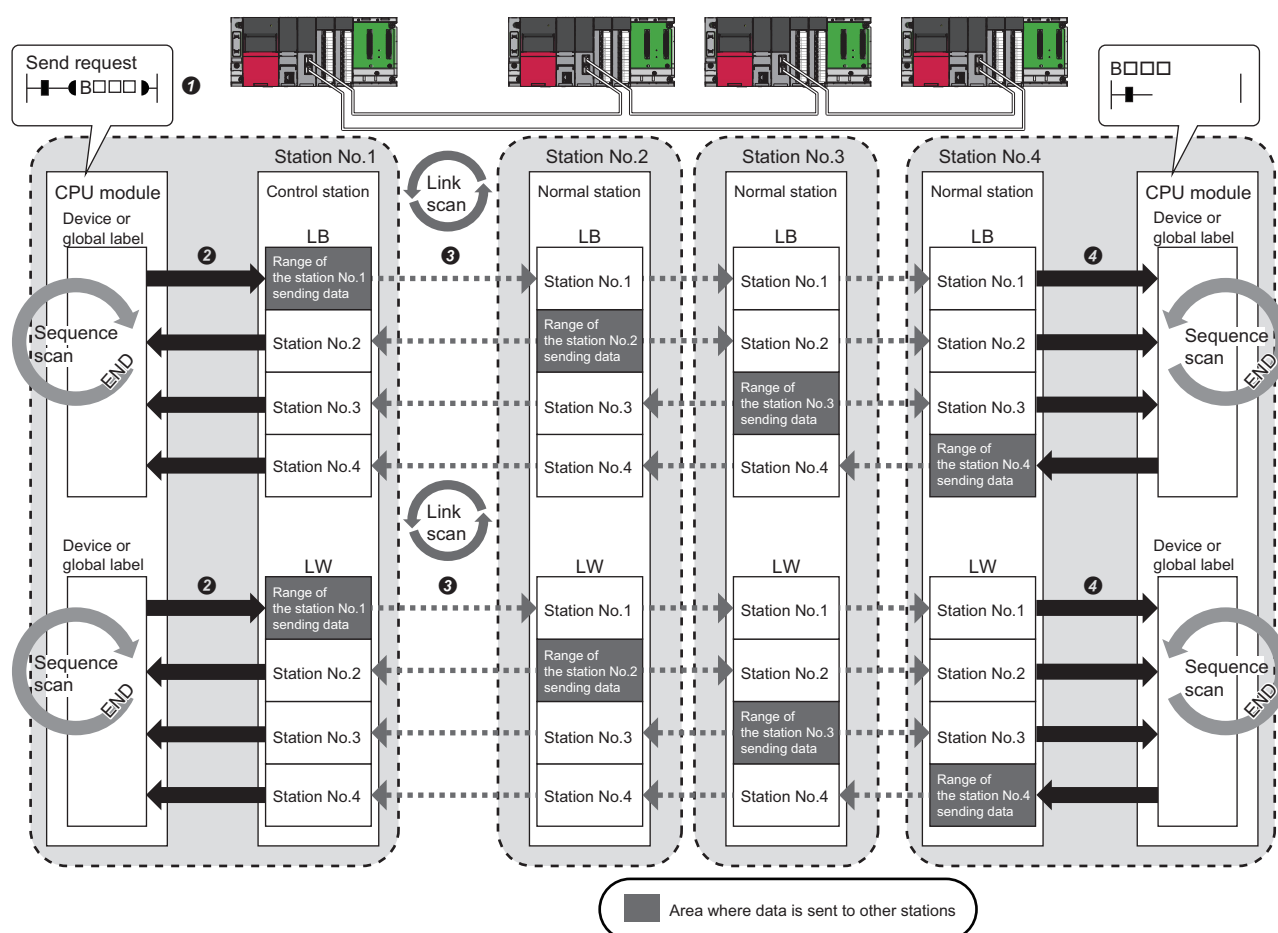 Send request
B□□□
❶
B□□□
Station No.1
Station No.2
Station No.3
Station No.4
CPU module
Control station
Link
scan
Normal station
Normal station
Normal station
CPU module
Device or
global label
LB
LB
LB
LB
Device or
global label
❷
Range of
the station No.1
sending data
❸
Station No.1
Station No.1
Station No.1
❹
Sequence
scan
END
Station No.2
Range of
the station No.2
sending data
Station No.2
Station No.2
Sequence
scan
END
Station No.3
Station No.3
Range of
the station No.3
sending data
Station No.3
Station No.4
Station No.4
Station No.4
Range of
the station No.4
sending data
Link
scan
Device or
global label
LW
LW
LW
LW
Device or
global label
❷
Range of
the station No.1
sending data
❸
Station No.1
Station No.1
Station No.1
❹
Sequence
scan
END
Station No.2
Range of
the station No.2
sending data
Station No.2
Station No.2
Sequence
scan
END
Station No.3
Station No.3
Range of
the station No.3
sending data
Station No.3
Station No.4
Station No.4
Station No.4
Range of
the station No.4
sending data
Area where data is sent to other stations